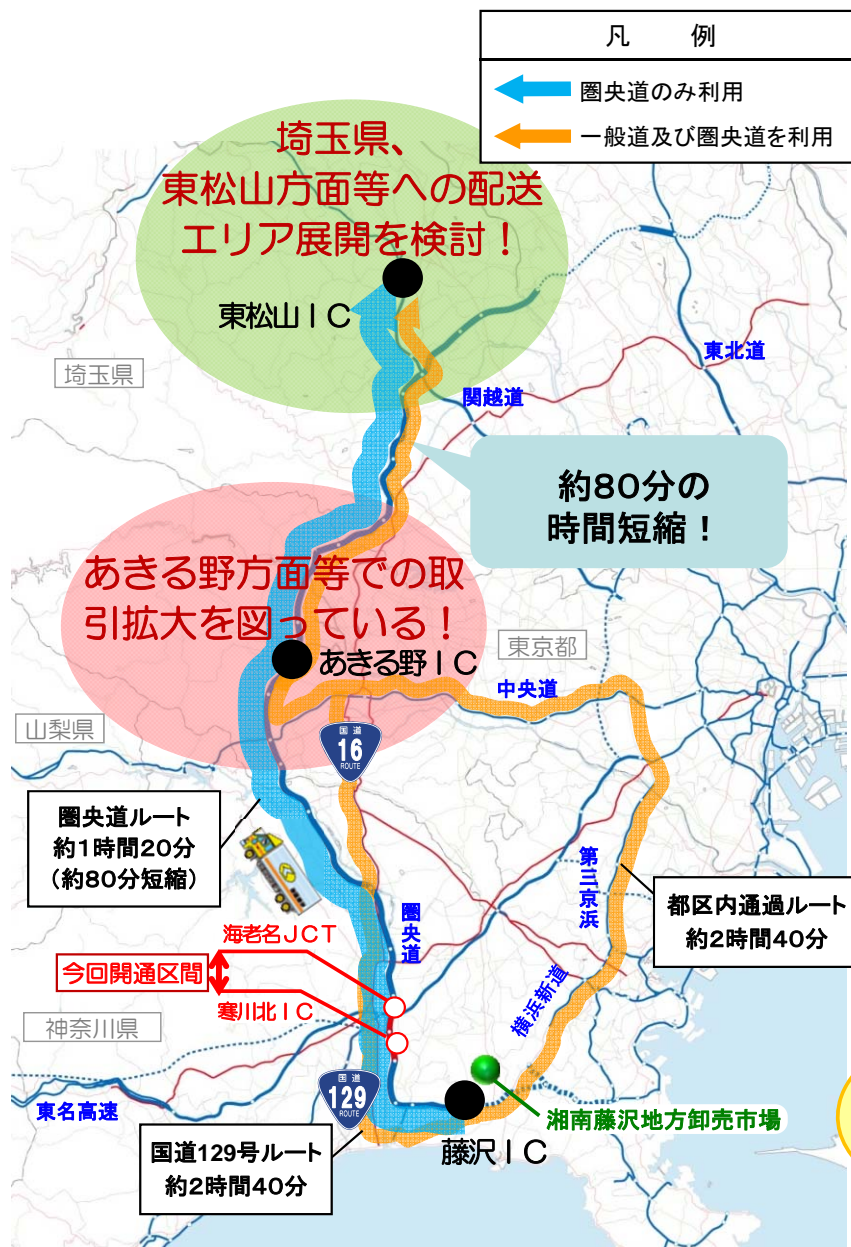 凡　例
圏央道のみ利用
一般道及び圏央道を利用
埼玉県、
東松山方面等への配送
エリア展開を検討！
東松山ＩＣ
埼玉県
東北道
関越道
約80分の
時間短縮！
あきる野方面等での取
引拡大を図っている！
あきる野ＩＣ
東京都
中央道
山梨県
国道
16
ROUTE
圏央道ルート
約1時間20分
（約80分短縮）
第三京浜
都区内通過ルート
約2時間40分
圏央道
海老名ＪＣＴ
今回開通区間
寒川北ＩＣ
横浜新道
神奈川県
国道
129
ROUTE
東名高速
湘南藤沢地方卸売市場
藤沢ＩＣ
国道129号ルート
約2時間40分